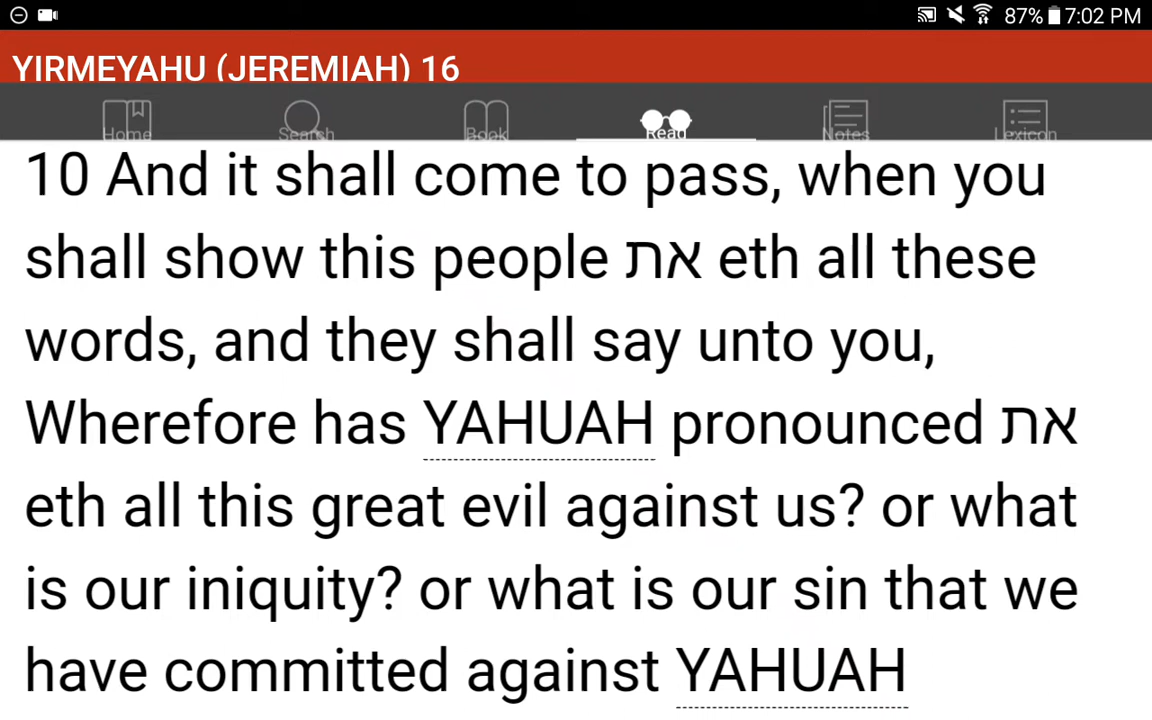 87% 7:02 PM
YIRMEYAHU (JEREMIAH) 16
Home Search Book Read Notes Lexicon
10 And it shall come to pass, when you
shall show this people את eth all these
words, and they shall say unto you,
Wherefore has YAHUAH pronounced את
eth all this great evil against us? or what
is our iniquity? or what is our sin that we
have committed against YAHUAH